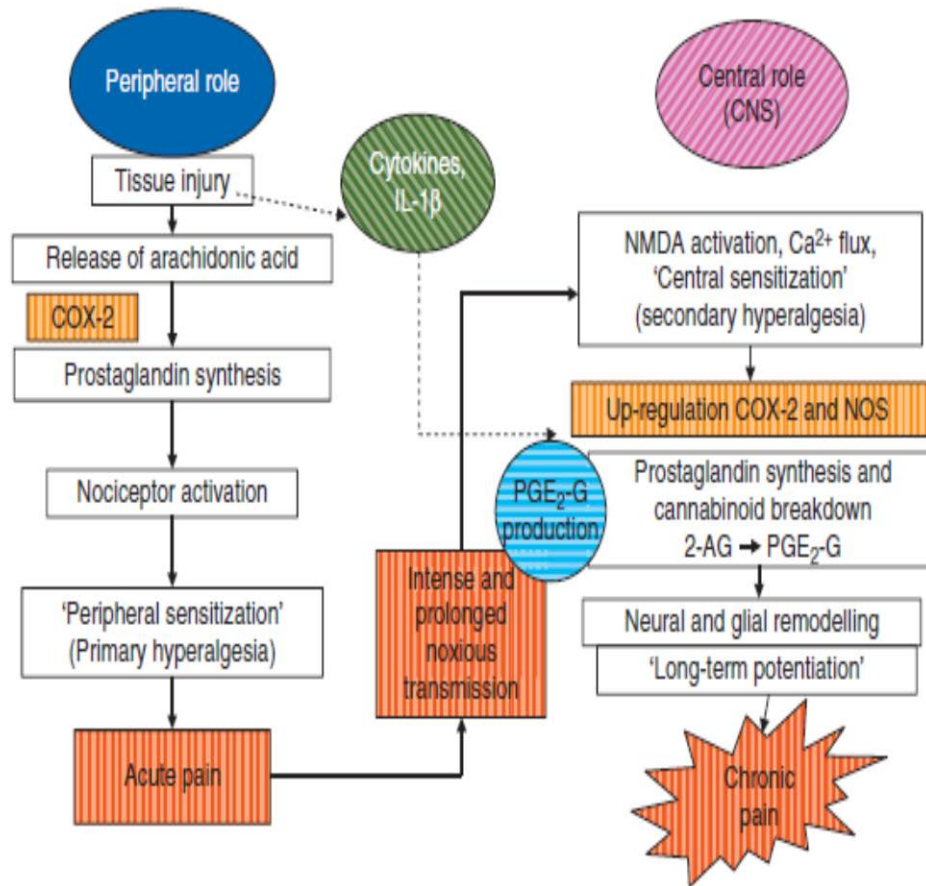 Peripheral role
Tissue injury
Release of arachidonic acid
COX-2
Prostaglandin synthesis
Nociceptor activation
‘Peripheral sensitization’
(Primary hyperalgesia)
Acute pain
Cytokines,
IL-1β
Intense and
prolonged
noxious
transmission
Central role
(CNS)
NMDA activation, Ca²⁺ flux,
‘Central sensitization’
(secondary hyperalgesia)
Up-regulation COX-2 and NOS
PGE₂-G
production
Prostaglandin synthesis and
cannabinoid breakdown
2-AG → PGE₂-G
Neural and glial remodelling
‘Long-term potentiation’
Chronic
pain